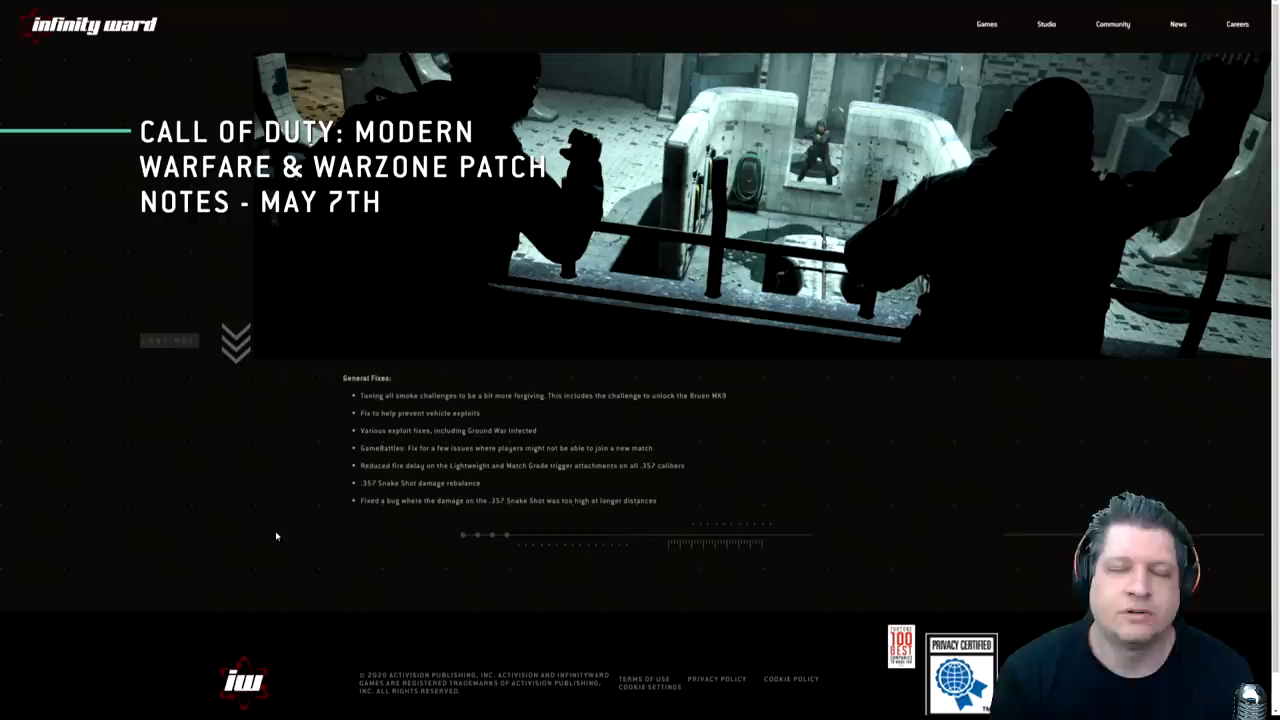 infinity ward
Games
Studio
Community
News
Careers
CALL OF DUTY: MODERN
WARFARE & WARZONE PATCH
NOTES - MAY 7TH
General Fixes:
Tuning all smoke challenges to be a bit more forgiving. This includes the challenge to unlock the Bruen MK9
Fix to help prevent vehicle exploits
Various exploit fixes, including Ground War Infected
GameBattles: Fix for a few issues where players might not be able to join a new match
Reduced fire delay on the Lightweight and Match Grade trigger attachments on all .357 calibers
.357 Snake Shot damage rebalance
Fixed a bug where the damage on the .357 Snake Shot was too high at longer distances
iw
© 2020 ACTIVISION PUBLISHING, INC. ACTIVISION AND INFINITYWARD
GAMES ARE REGISTERED TRADEMARKS OF ACTIVISION PUBLISHING,
INC. ALL RIGHTS RESERVED.
TERMS OF USE
PRIVACY POLICY
COOKIE POLICY
COOKIE SETTINGS
FORTUNE
100
BEST
COMPANIES
TO WORK FOR
PRIVACY CERTIFIED
TM